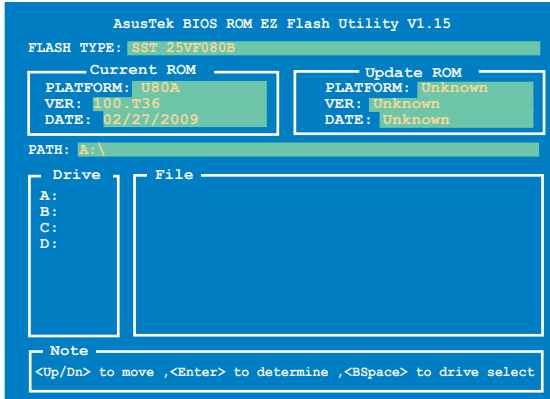 AsusTek BIOS ROM EZ Flash Utility V1.15
FLASH TYPE: SST 25VF080B
Current ROM
PLATFORM: U80A
VER: 100.T36
DATE: 02/27/2009
Update ROM
PLATFORM: Unknown
VER: Unknown
DATE: Unknown
PATH: A:\
Drive
A:
B:
C:
D:
File
Note
<Up/Dn> to move ,<Enter> to determine ,<BSpace> to drive select